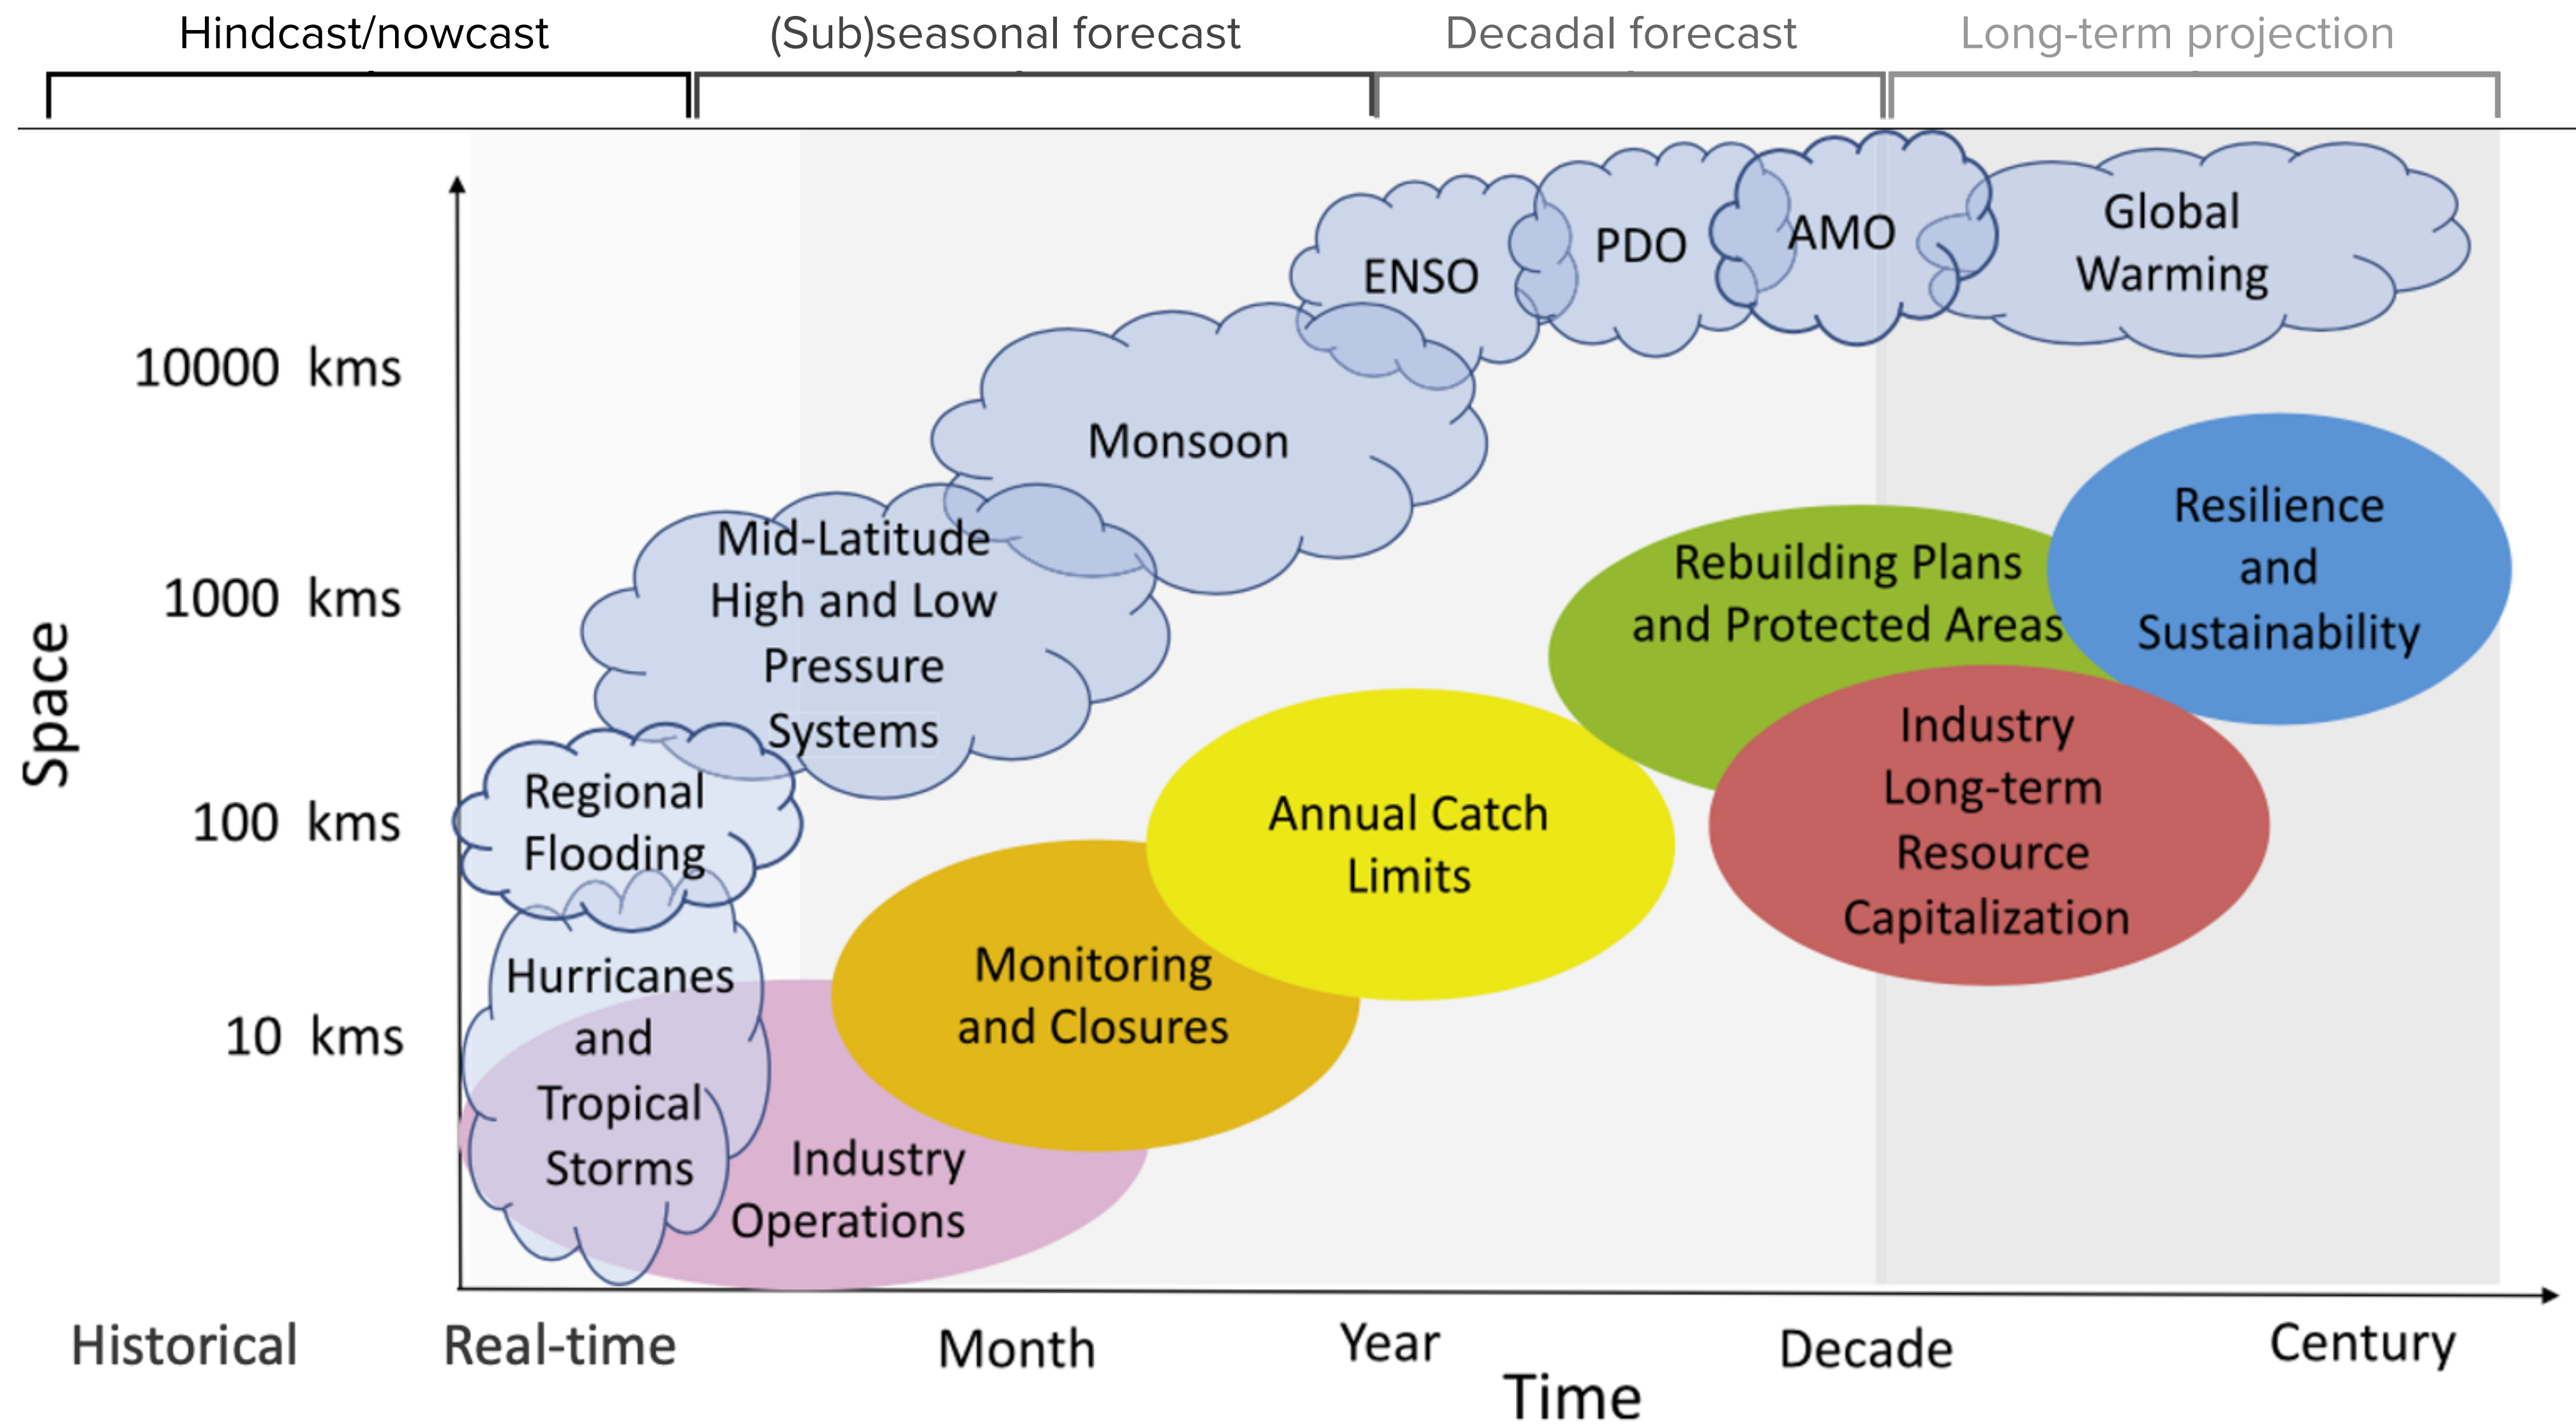 Hindcast/nowcast
(Sub)seasonal forecast
Decadal forecast
Long-term projection
Space
10000 kms
1000 kms
100 kms
10 kms
Global
Warming
AMO
PDO
ENSO
Monsoon
Mid-Latitude
High and Low
Pressure
Systems
Regional
Flooding
Hurricanes
and
Tropical
Storms
Industry
Operations
Monitoring
and Closures
Annual Catch
Limits
Rebuilding Plans
and Protected Areas
Industry
Long-term
Resource
Capitalization
Resilience
and
Sustainability
Historical
Real-time
Month
Year
Decade
Century
Time